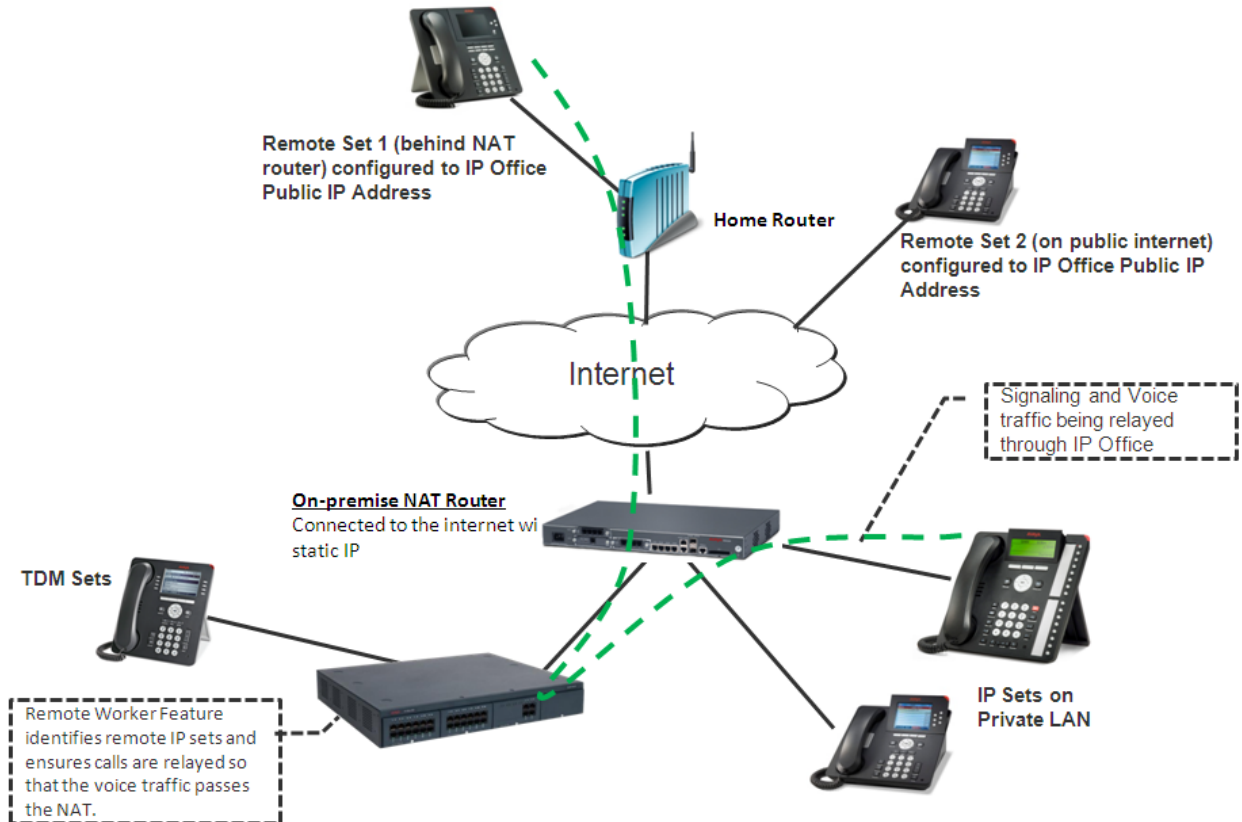 Remote Set 1 (behind NAT
router) configured to IP Office
Public IP Address
Home Router
Remote Set 2 (on public internet)
configured to IP Office Public IP
Address
Internet
Signaling and Voice
traffic being relayed
through IP Office
On-premise NAT Router
Connected to the internet wi
static IP
TDM Sets
IP Sets on
Private LAN
Remote Worker Feature
identifies remote IP sets and
ensures calls are relayed so
that the voice traffic passes
the NAT.